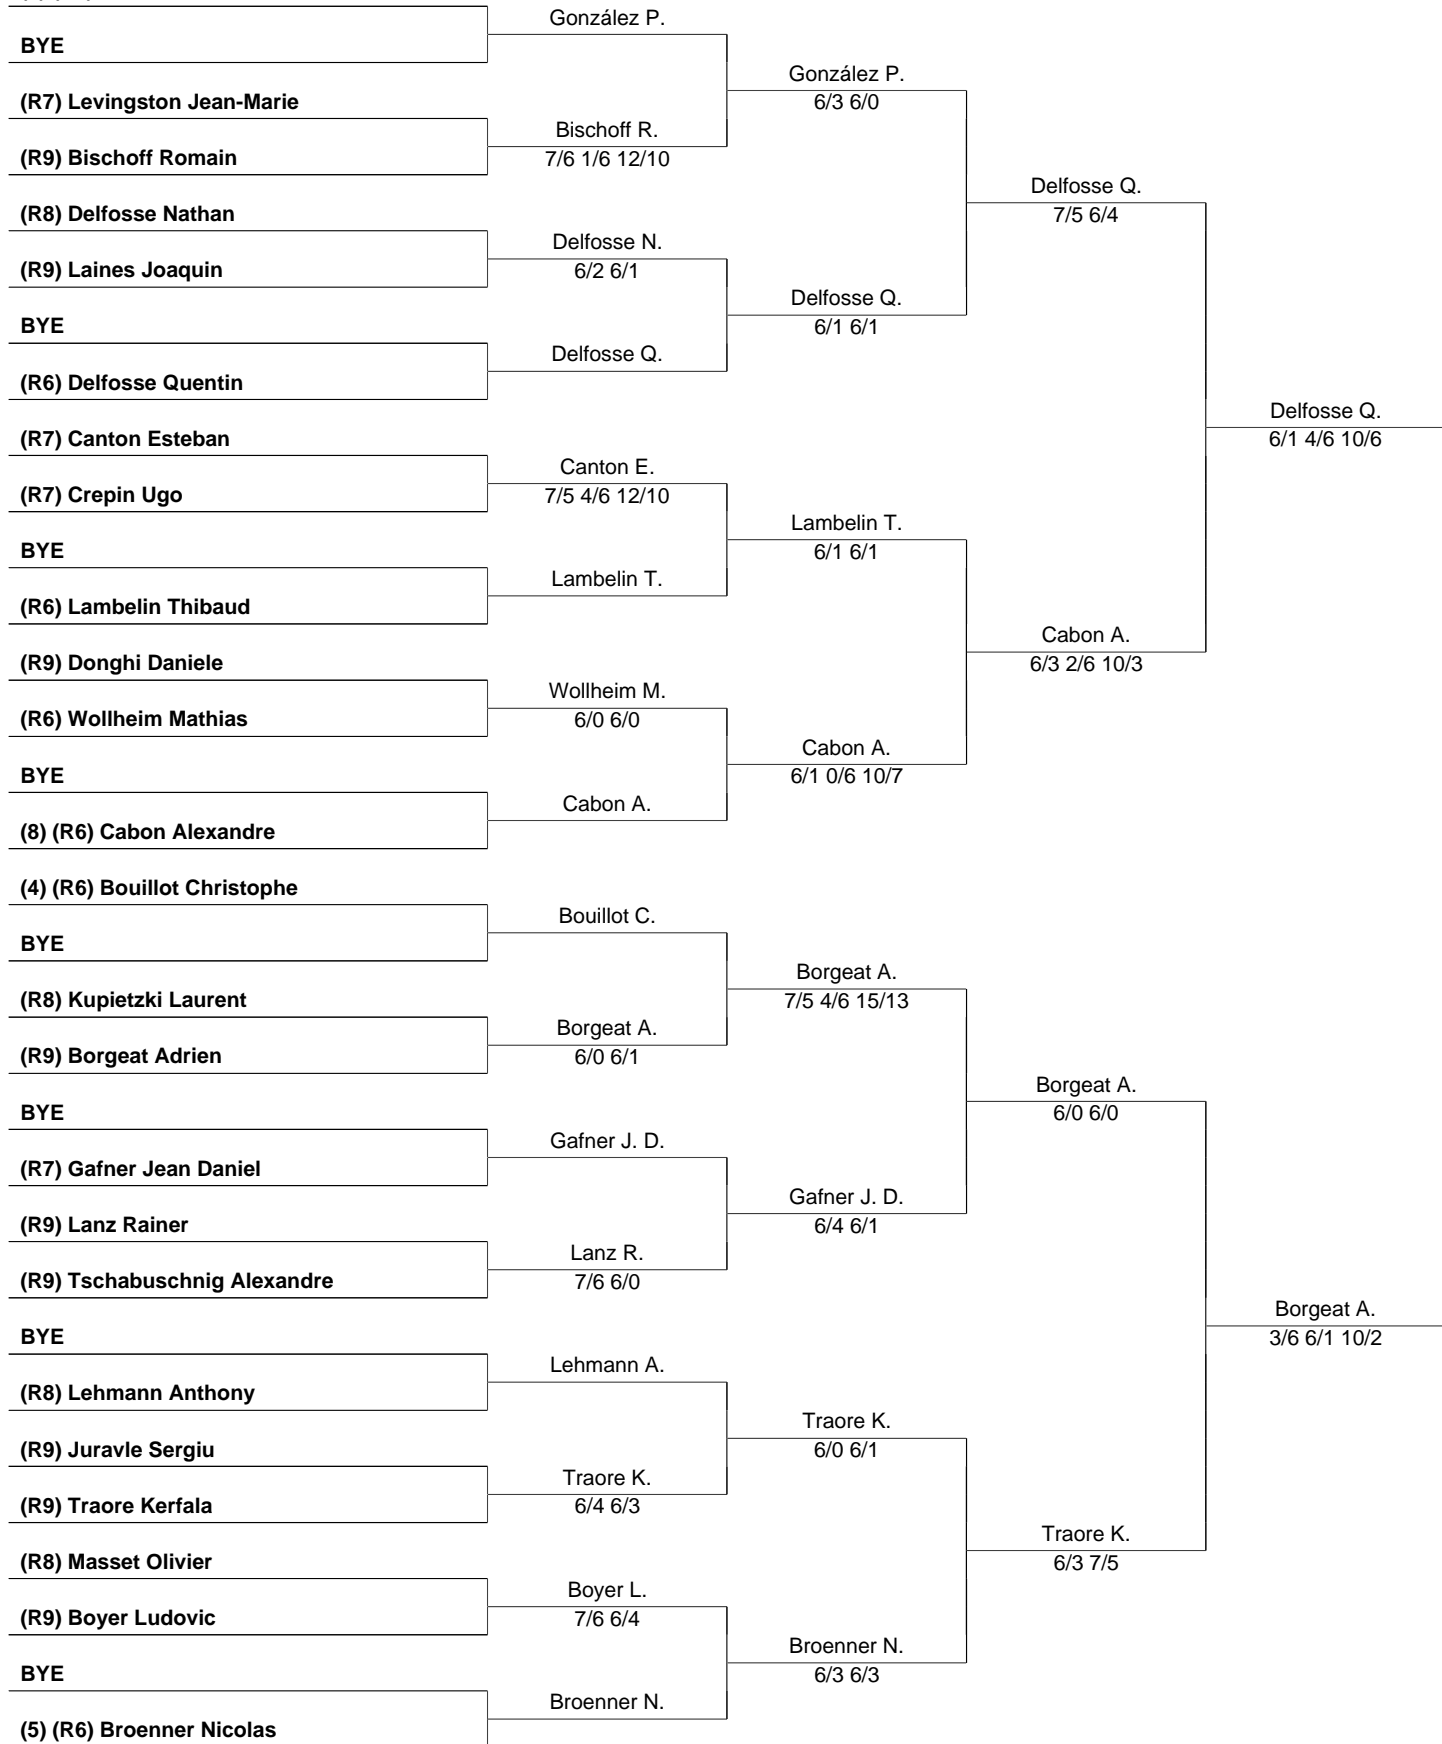 González P.
BYE
González P.
(R7) Levingston Jean-Marie
6/3 6/0
Bischoff R.
(R9) Bischoff Romain
7/6 1/6 12/10
Delfosse Q.
(R8) Delfosse Nathan
7/5 6/4
Delfosse N.
(R9) Laines Joaquin
6/2 6/1
Delfosse Q.
BYE
6/1 6/1
Delfosse Q.
(R6) Delfosse Quentin
Delfosse Q.
(R7) Canton Esteban
6/1 4/6 10/6
Canton E.
(R7) Crepin Ugo
7/5 4/6 12/10
Lambelin T.
BYE
6/1 6/1
Lambelin T.
(R6) Lambelin Thibaud
Cabon A.
(R9) Donghi Daniele
6/3 2/6 10/3
Wollheim M.
(R6) Wollheim Mathias
6/0 6/0
Cabon A.
BYE
6/1 0/6 10/7
Cabon A.
(8) (R6) Cabon Alexandre
(4) (R6) Bouillot Christophe
Bouillot C.
BYE
Borgeat A.
(R8) Kupietzki Laurent
7/5 4/6 15/13
Borgeat A.
(R9) Borgeat Adrien
6/0 6/1
Borgeat A.
BYE
6/0 6/0
Gafner J. D.
(R7) Gafner Jean Daniel
Gafner J. D.
(R9) Lanz Rainer
6/4 6/1
Lanz R.
(R9) Tschabuschnig Alexandre
7/6 6/0
Borgeat A.
BYE
3/6 6/1 10/2
Lehmann A.
(R8) Lehmann Anthony
Traore K.
(R9) Juravle Sergiu
6/0 6/1
Traore K.
(R9) Traore Kerfala
6/4 6/3
Traore K.
(R8) Masset Olivier
6/3 7/5
Boyer L.
(R9) Boyer Ludovic
7/6 6/4
Broenner N.
BYE
6/3 6/3
Broenner N.
(5) (R6) Broenner Nicolas